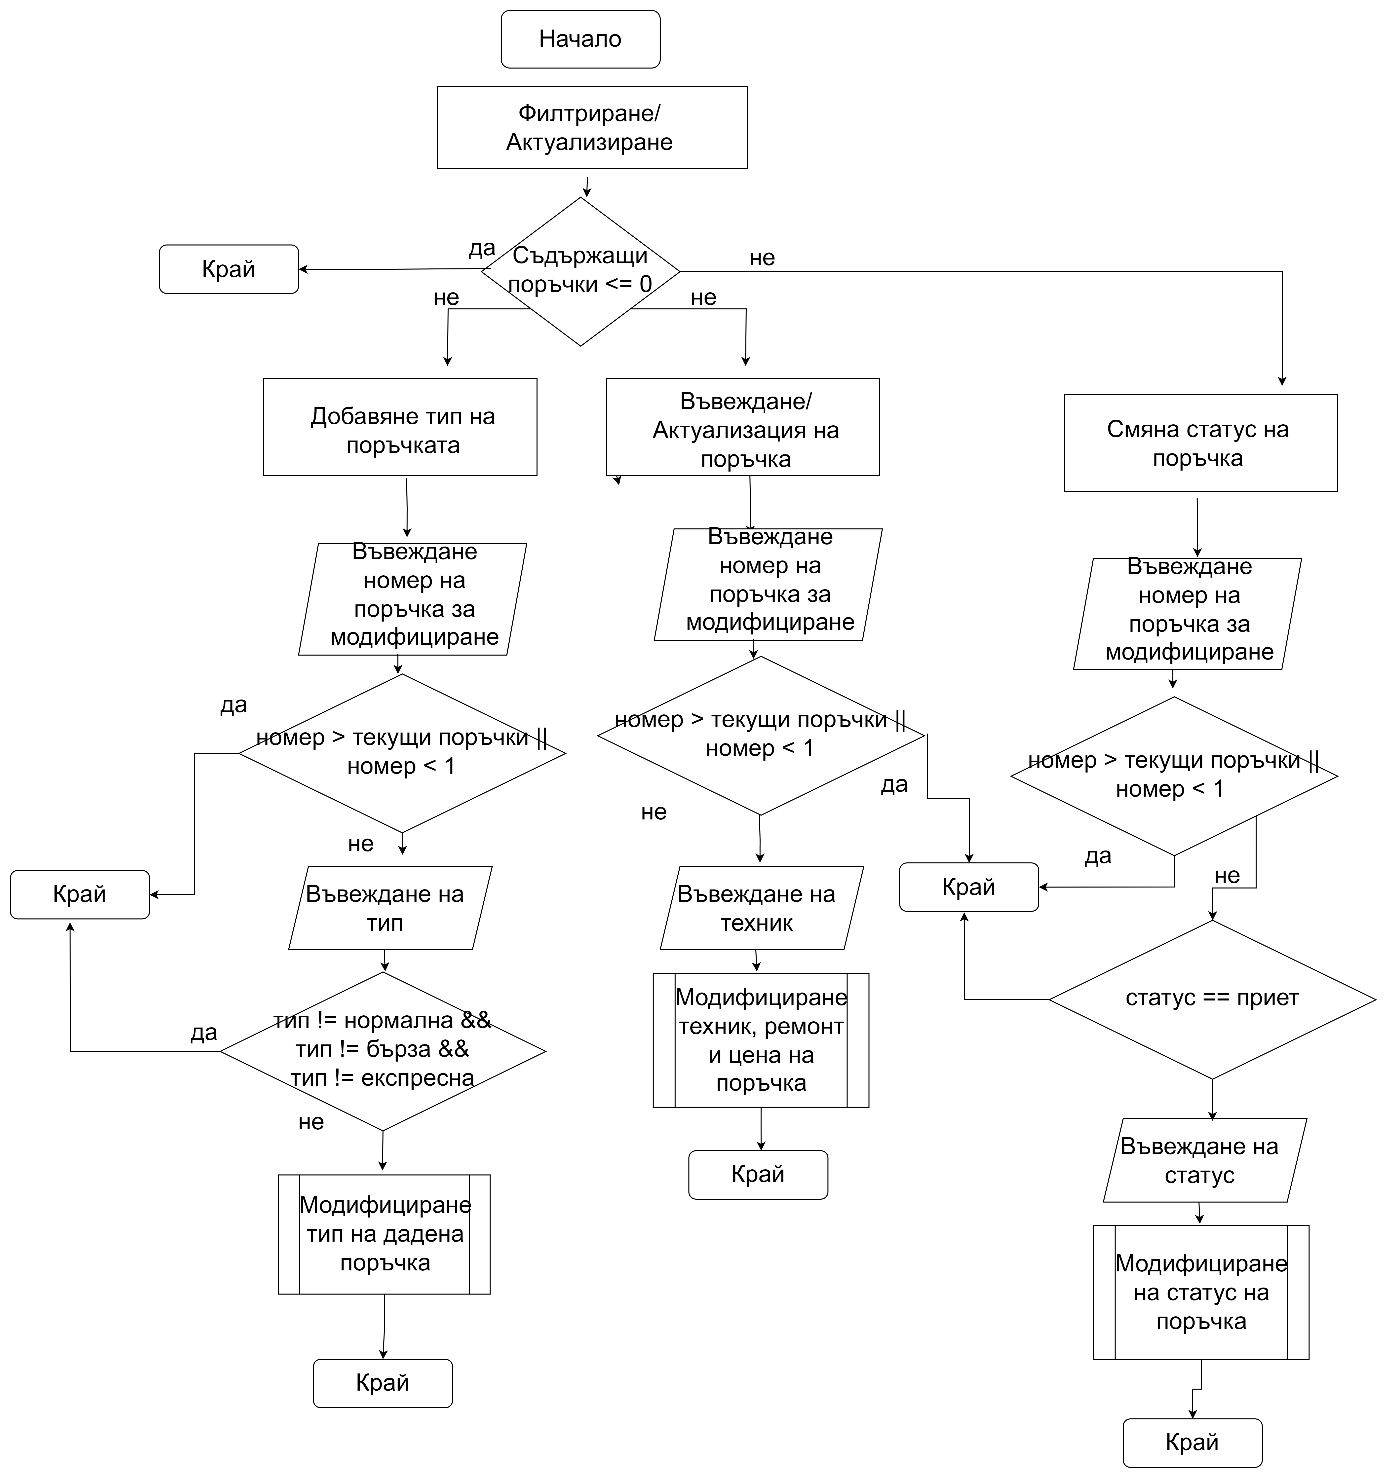 Начало
Филтриране/
Актуализиране
Съдържащи
поръчки <= 0
да
Край
не
не
не
Добавяне тип на
поръчката
Въвеждане/
Актуализация на
поръчка
Смяна статус на
поръчка
Въвеждане
номер на
поръчка за
модифициране
Въвеждане
номер на
поръчка за
модифициране
Въвеждане
номер на
поръчка за
модифициране
да
номер > текущи поръчки ||
номер < 1
не
номер > текущи поръчки ||
номер < 1
да
не
номер > текущи поръчки ||
номер < 1
да
не
Край
Въвеждане на
тип
Въвеждане на
техник
Край
да
тип != нормална &&
тип != бърза &&
тип != експресна
не
Модифициране
техник, ремонт
и цена на
поръчка
статус == приет
Модифициране
тип на дадена
поръчка
Край
Въвеждане на
статус
Модифициране
на статус на
поръчка
Край
Край